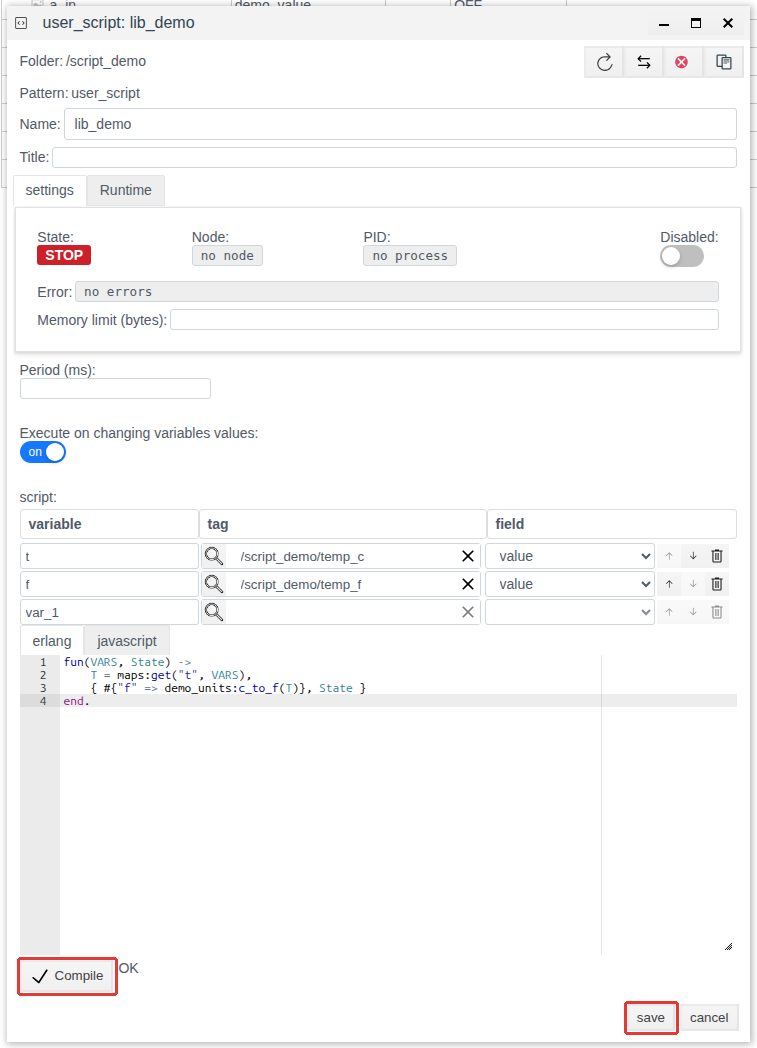 a_in demo_value OFF
user_script: lib_demo
Folder: /script_demo
Pattern: user_script
Name: lib_demo
Title:
settings Runtime
State: Node: PID: Disabled:
STOP no node no process
Error: no errors
Memory limit (bytes):
Period (ms):
Execute on changing variables values:
on
script:
variable tag field
t /script_demo/temp_c value
f /script_demo/temp_f value
var_1
erlang javascript
1 fun(VARS, State) ->
2 T = maps:get("t", VARS),
3 { #{"f" => demo_units:c_to_f(T)}, State }
4 end.
Compile OK
save cancel